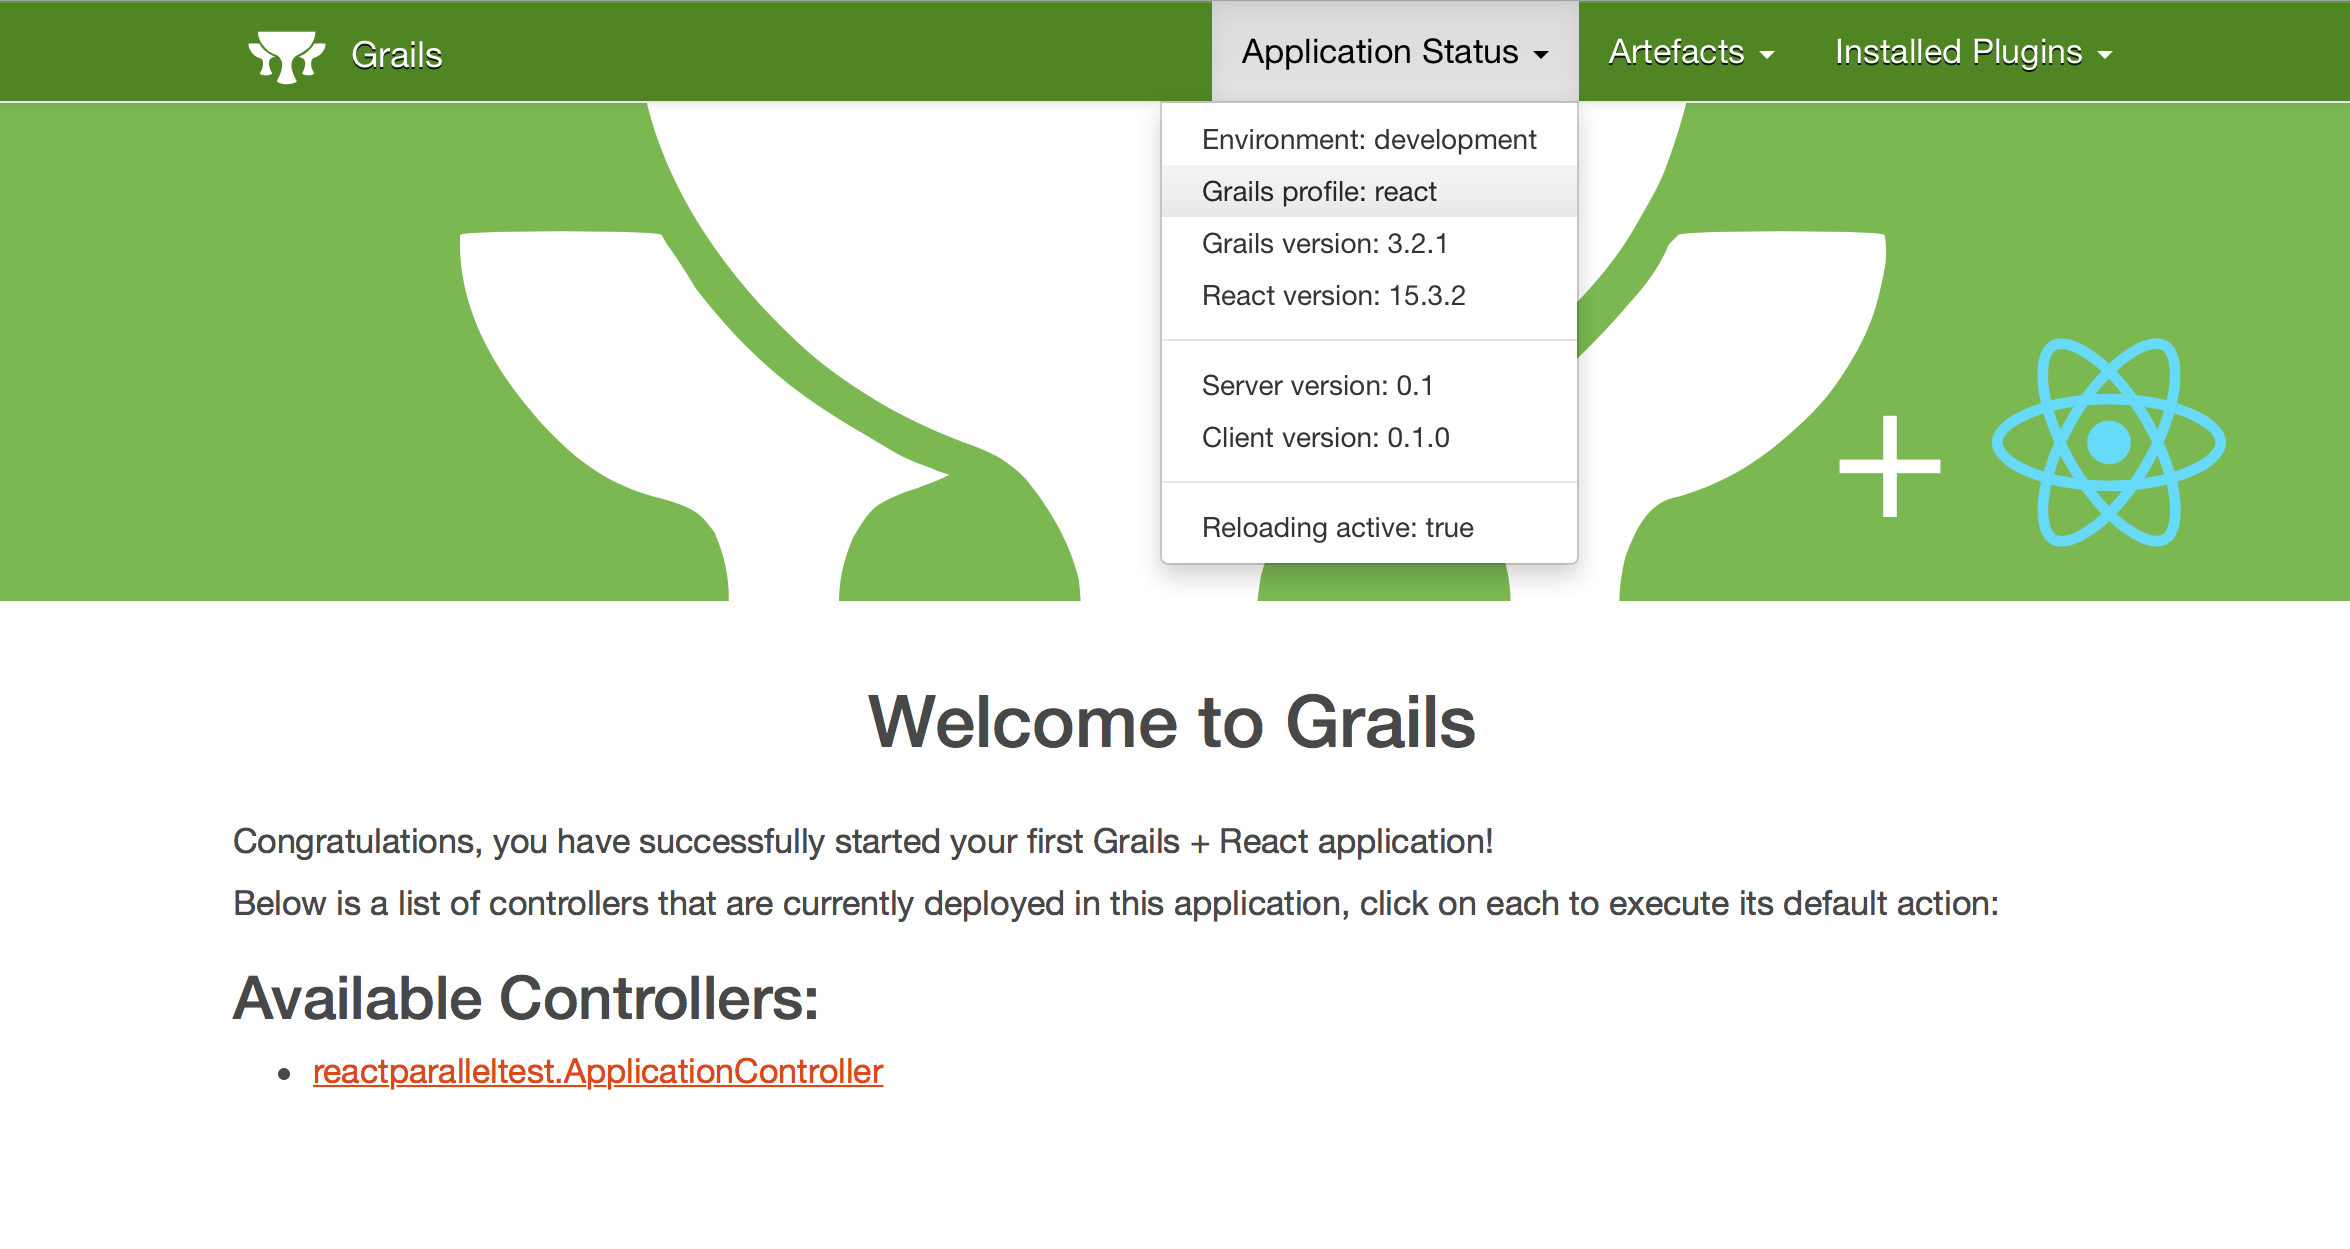 Grails
Application Status
Artefacts
Installed Plugins
Environment: development
Grails profile: react
Grails version: 3.2.1
React version: 15.3.2
Server version: 0.1
Client version: 0.1.0
Reloading active: true
+
Welcome to Grails
Congratulations, you have successfully started your first Grails + React application!
Below is a list of controllers that are currently deployed in this application, click on each to execute its default action:
Available Controllers:
• reactparalleltest.ApplicationController